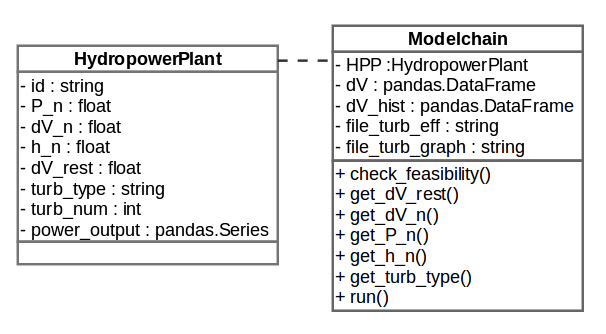 HydropowerPlant
- id : string
- P_n : float
- dV_n : float
- h_n : float
- dV_rest : float
- turb_type : string
- turb_num : int
- power_output : pandas.Series
Modelchain
- HPP :HydropowerPlant
- dV : pandas.DataFrame
- dV_hist : pandas.DataFrame
- file_turb_eff : string
- file_turb_graph : string
+ check_feasibility()
+ get_dV_rest()
+ get_dV_n()
+ get_P_n()
+ get_h_n()
+ get_turb_type()
+ run()